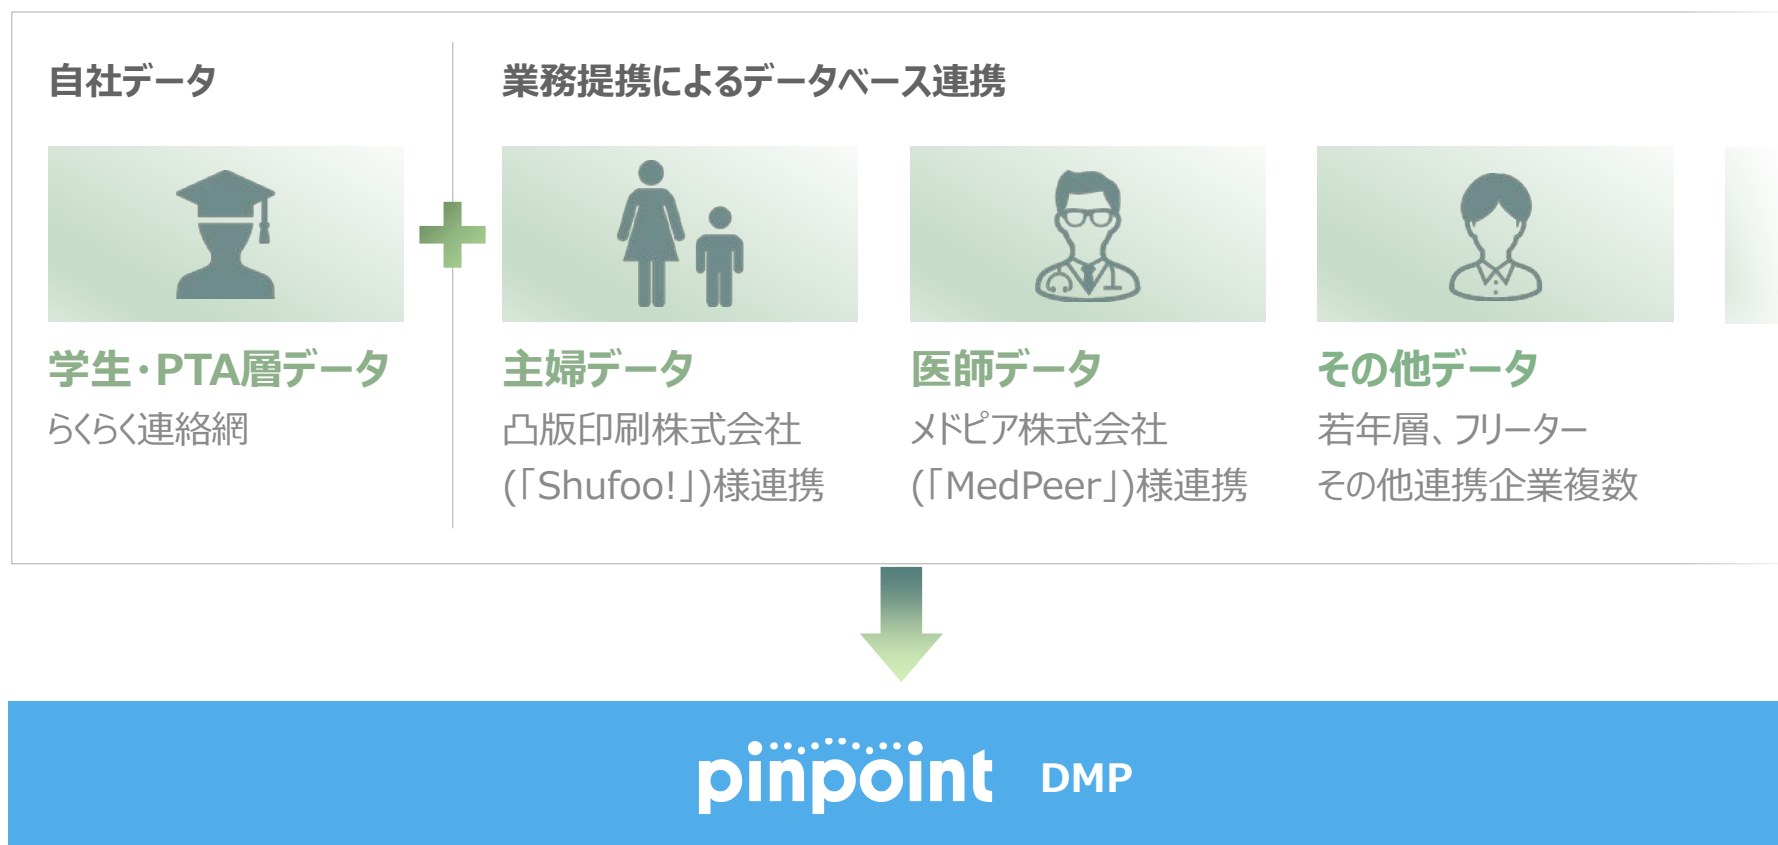 自社データ
業務提携によるデータベース連携
学生・PTA層データ
らくらく連絡網
主婦データ
凸版印刷株式会社
(「Shufoo!」)様連携
医師データ
メドピア株式会社
(「MedPeer」)様連携
その他データ
若年層、フリーター
その他連携企業複数
pinpoint DMP